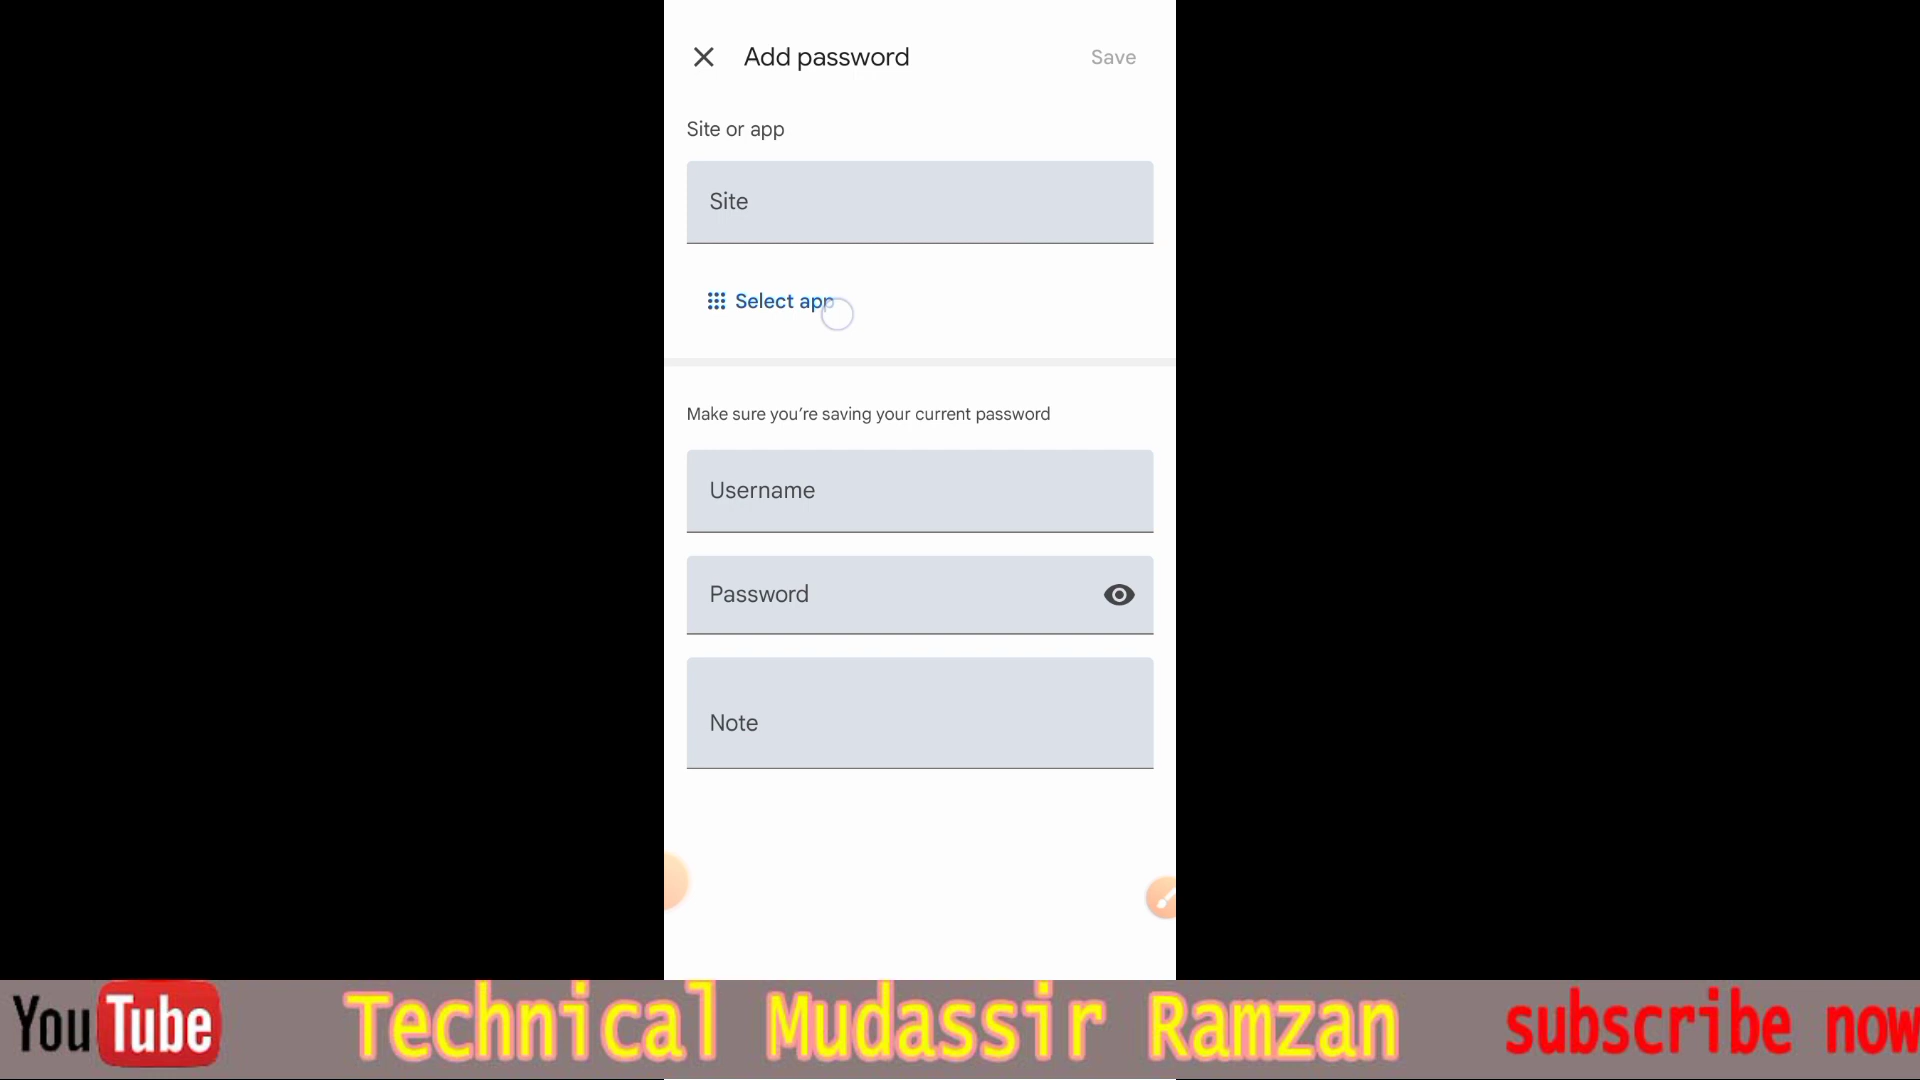 Add password Save
Site or app
Site
Select app
Make sure you're saving your current password
Username
Password
Note
YouTube Technical Mudassir Ramzan subscribe now